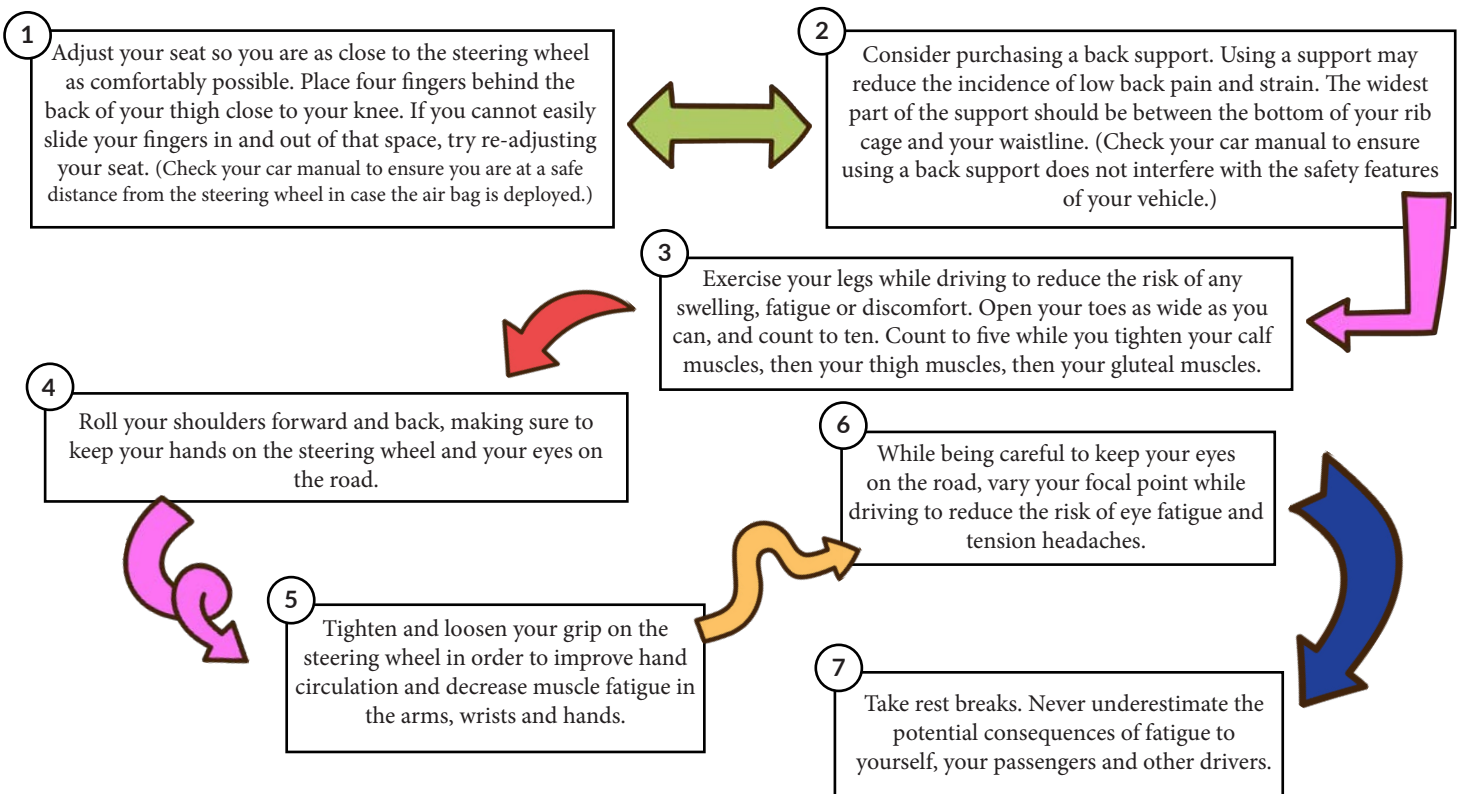 1
Adjust your seat so you are as close to the steering wheel
as comfortably possible. Place four fingers behind the
back of your thigh close to your knee. If you cannot easily
slide your fingers in and out of that space, try re-adjusting
your seat. (Check your car manual to ensure you are at a safe
distance from the steering wheel in case the air bag is deployed.)
2
Consider purchasing a back support. Using a support may
reduce the incidence of low back pain and strain. The widest
part of the support should be between the bottom of your rib
cage and your waistline. (Check your car manual to ensure
using a back support does not interfere with the safety features
of your vehicle.)
3
Exercise your legs while driving to reduce the risk of any
swelling, fatigue or discomfort. Open your toes as wide as you
can, and count to ten. Count to five while you tighten your calf
muscles, then your thigh muscles, then your gluteal muscles.
4
Roll your shoulders forward and back, making sure to
keep your hands on the steering wheel and your eyes on
the road.
5
Tighten and loosen your grip on the
steering wheel in order to improve hand
circulation and decrease muscle fatigue in
the arms, wrists and hands.
6
While being careful to keep your eyes
on the road, vary your focal point while
driving to reduce the risk of eye fatigue and
tension headaches.
7
Take rest breaks. Never underestimate the
potential consequences of fatigue to
yourself, your passengers and other drivers.